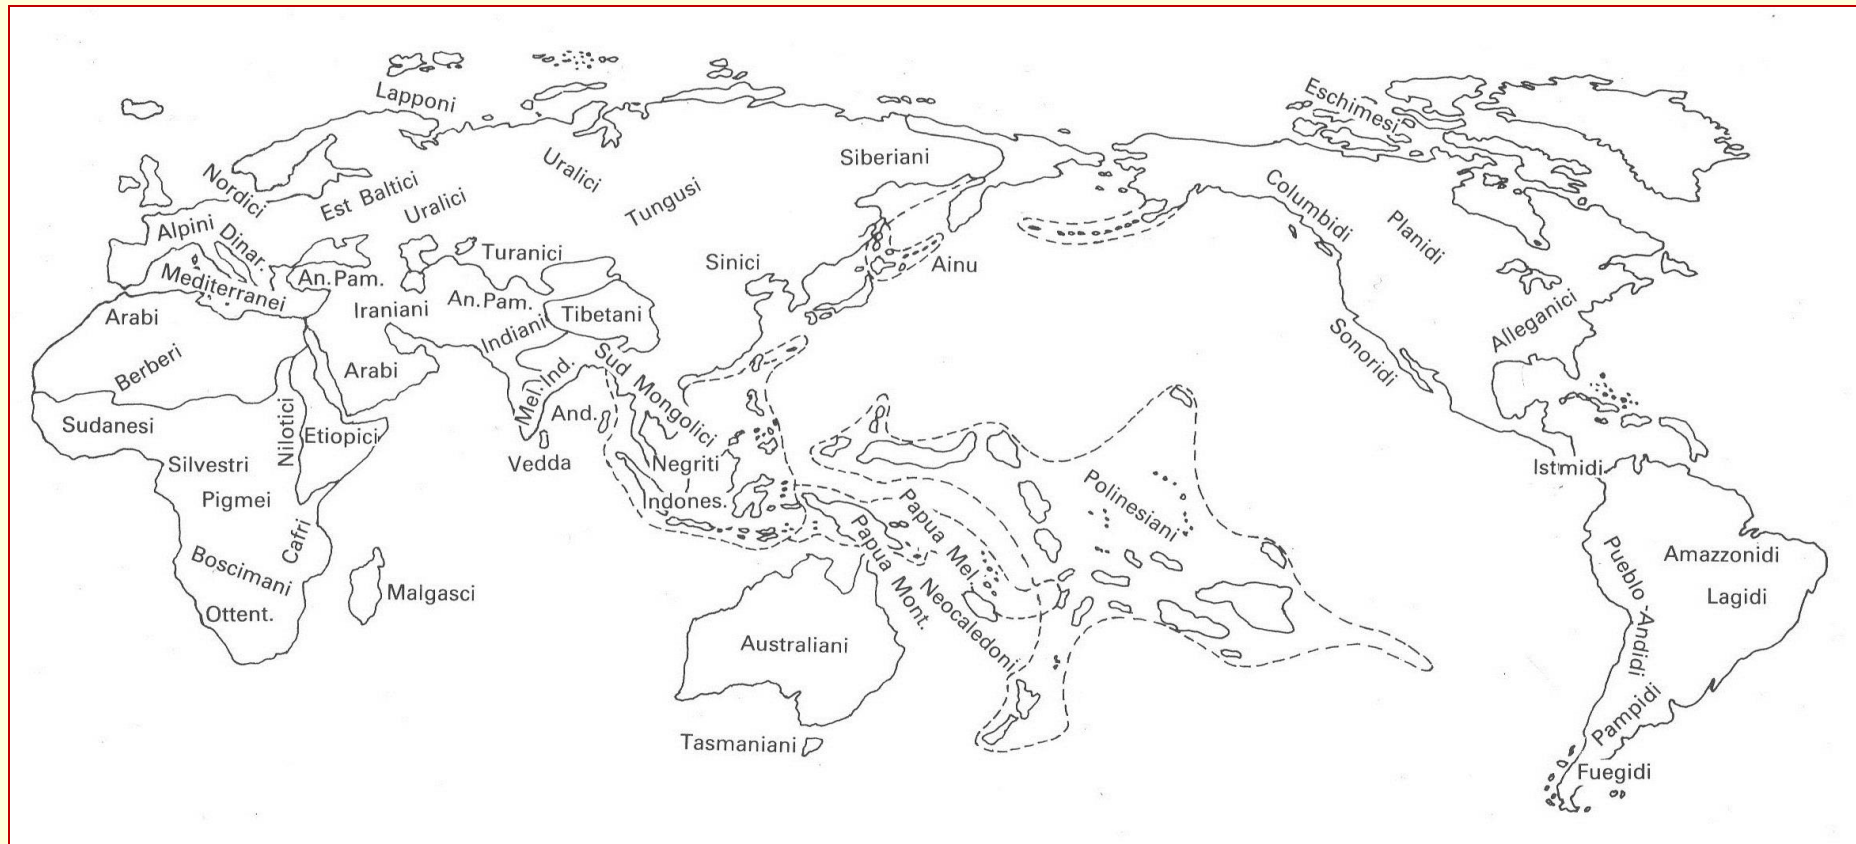 Lapponi
Eschimesi
Siberiani
Uralici
Nordici
Est Baltici
Uralici
Tungusi
Columbidi
Planidi
Alpini
Dinar.
Turanici
Sinici
Ainu
Mediterranei
An.Pam.
Iraniani
An.Pam.
Tibetani
Indiani
Arabi
Berberi
Arabi
Alleganici
Sonoridi
Sud Mongolici
Mel.Ind.
And.
Sudanesi
Nilotici
Etiopici
Silvestri
Vedda
Negriti
Istmidi
Pigmei
Indones.
Polinesiani
Papua Mel.
Papua Mont.
Cafri
Boscimani
Malgasci
Neocaledoni
Pueblo-Andidi
Amazzonidi
Lagidi
Ottent.
Australiani
Pampidi
Tasmaniani
Fuegidi